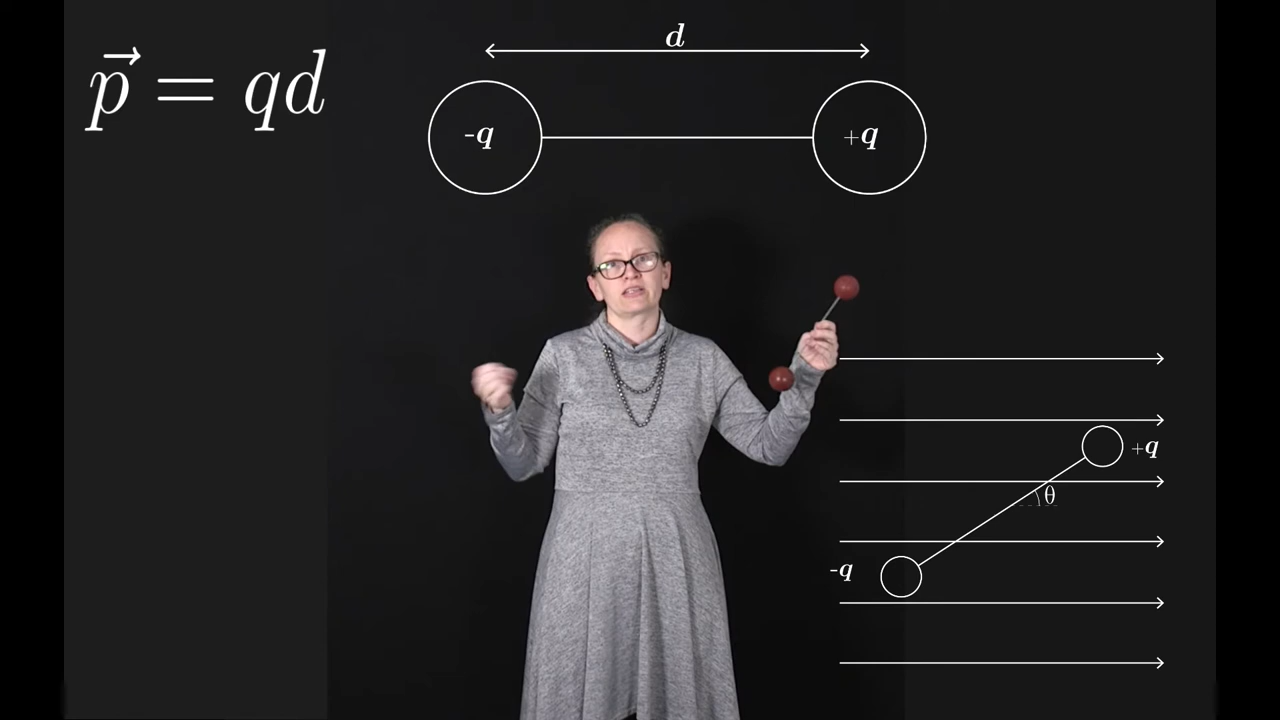 p⃗ = qd
d
-q
+q
+q
θ
-q